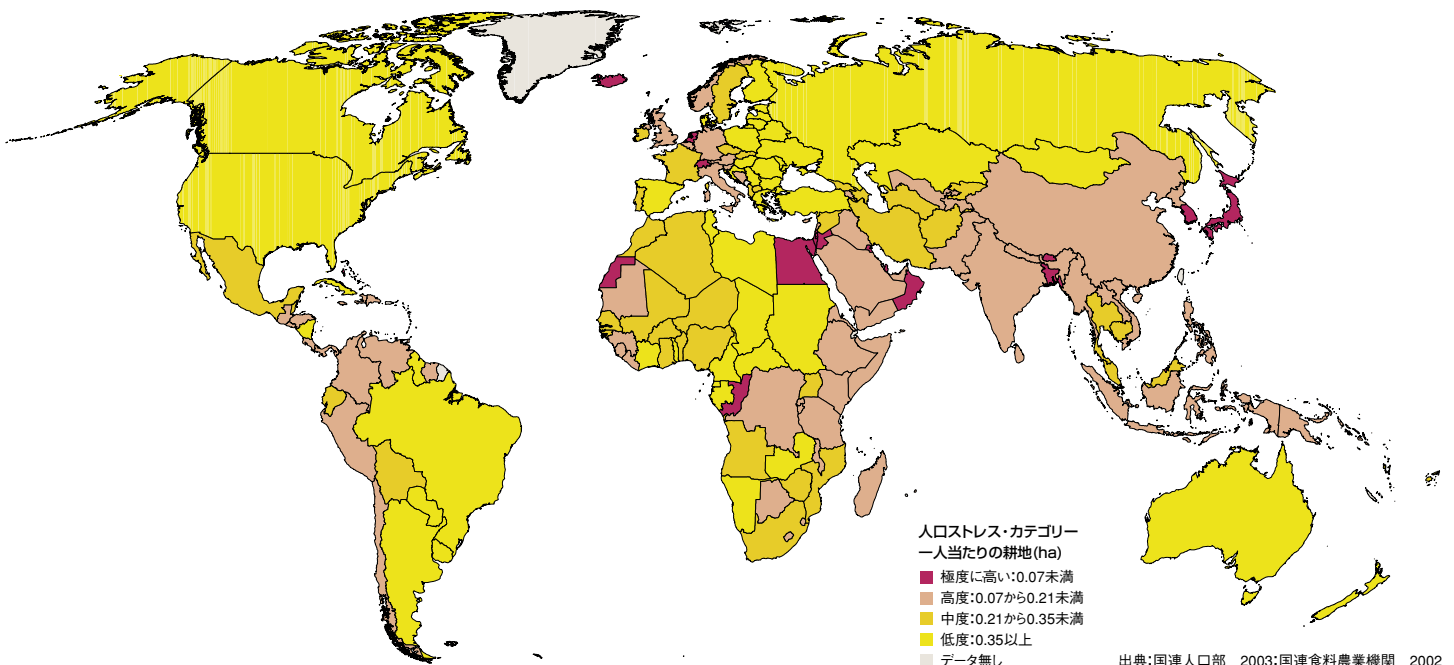 人口ストレス・カテゴリー
一人当たりの耕地(ha)
極度に高い:0.07未満
高度:0.07から0.21未満
中度:0.21から0.35未満
低度:0.35以上
データ無し
出典:国連人口部 2003;国連食料農業機関 2002